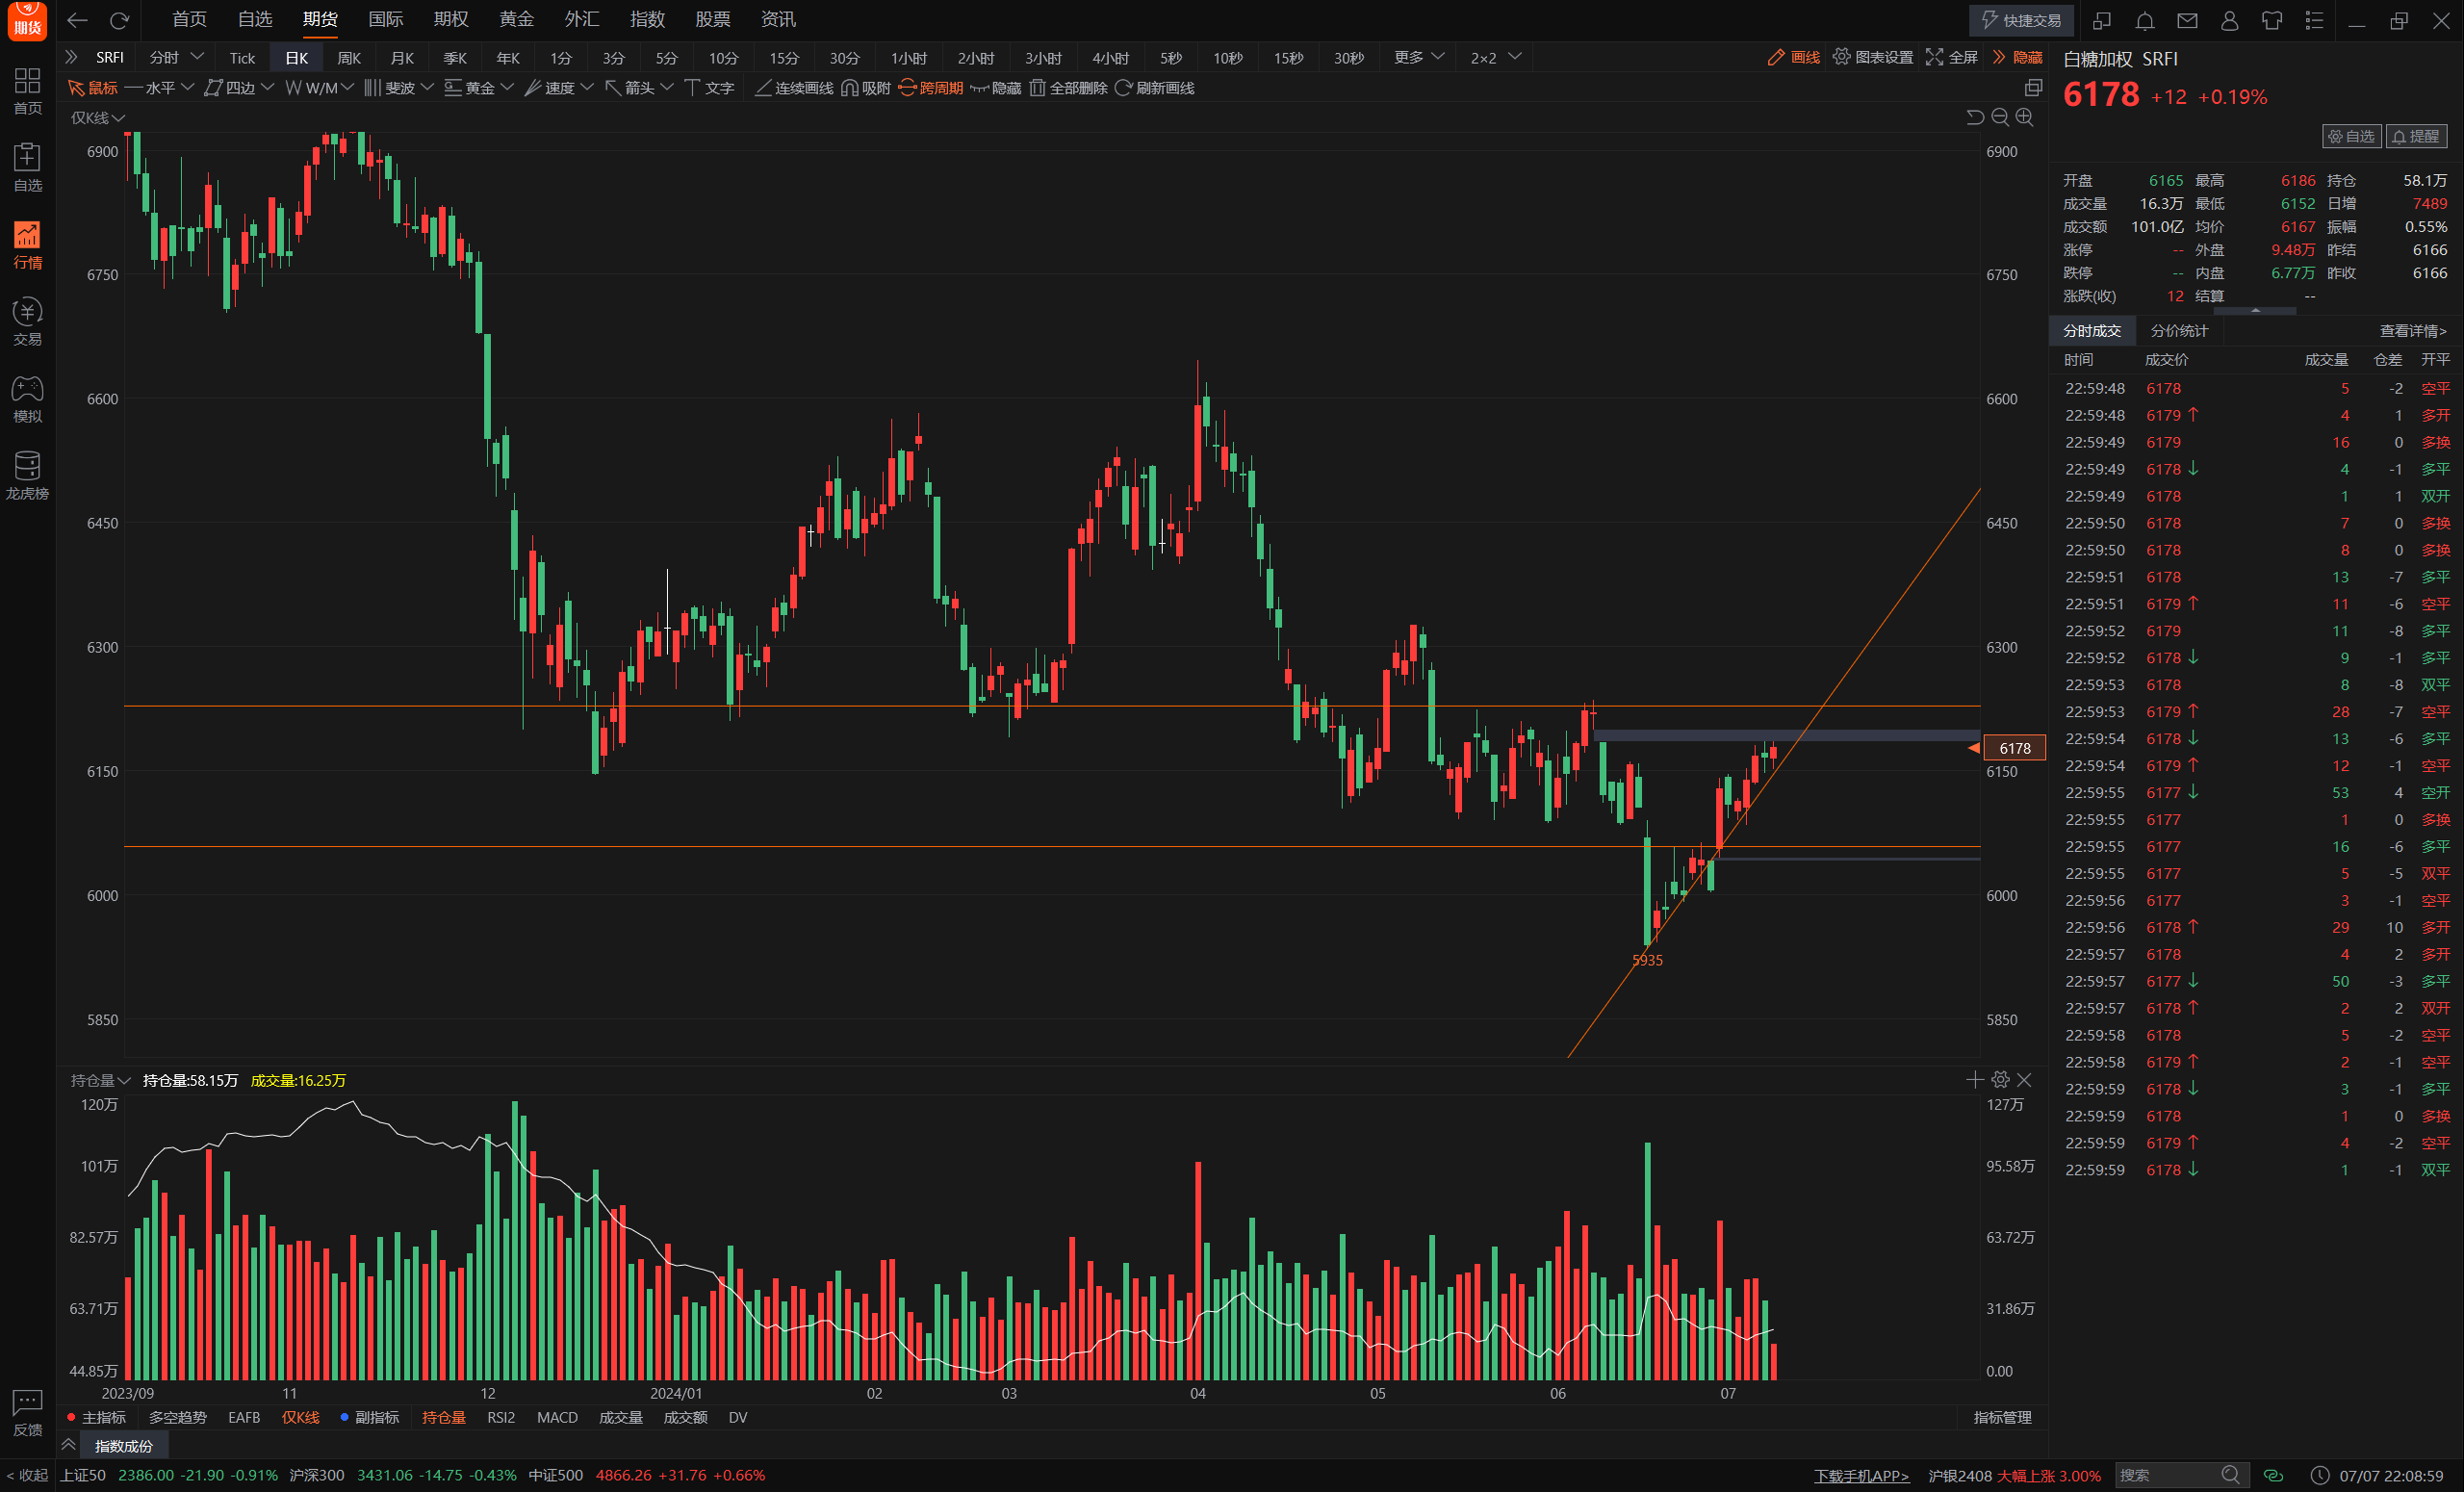 期货
首页 自选 期货 国际 期权 黄金 外汇 指数 股票 资讯
快捷交易
首页
自选
行情
交易
模拟
龙虎榜
反馈
SRFI 分时 Tick 日K 周K 月K 季K 年K 1分 3分 5分 10分 15分 30分 1小时 2小时 3小时 4小时 5秒 10秒 15秒 30秒 更多 2×2 画线 图表设置 全屏 隐藏
鼠标 水平 四边 W/M 斐波 黄金 速度 箭头 文字 连续画线 吸附 跨周期 隐藏 全部删除 刷新画线
仅K线
6900 6900
6750 6750
6600 6600
6450 6450
6300 6300
6178
6150 6150
6000 6000
5935
5850 5850
持仓量 持仓量:58.15万 成交量:16.25万
120万 127万
101万 95.58万
82.57万 63.72万
63.71万 31.86万
44.85万 0.00
2023/09 11 12 2024/01 02 03 04 05 06 07
主指标 多空趋势 EAFB 仅K线 副指标 持仓量 RSI2 MACD 成交量 成交额 DV 指标管理
指数成份
白糖加权 SRFI
6178 +12 +0.19%
自选 提醒
开盘 6165 最高 6186 持仓 58.1万
成交量 16.3万 最低 6152 日增 7489
成交额 101.0亿 均价 6167 振幅 0.55%
涨停 -- 外盘 9.48万 昨结 6166
跌停 -- 内盘 6.77万 昨收 6166
涨跌(收) 12 结算 --
分时成交 分价统计 查看详情>
时间 成交价 成交量 仓差 开平
22:59:48 6178 5 -2 空平
22:59:48 6179 ↑ 4 1 多开
22:59:49 6179 16 0 多换
22:59:49 6178 ↓ 4 -1 多平
22:59:49 6178 1 1 双开
22:59:50 6178 7 0 多换
22:59:50 6178 8 0 多换
22:59:51 6178 13 -7 多平
22:59:51 6179 ↑ 11 -6 空平
22:59:52 6179 11 -8 多平
22:59:52 6178 ↓ 9 -1 多平
22:59:53 6178 8 -8 双平
22:59:53 6179 ↑ 28 -7 空平
22:59:54 6178 ↓ 13 -6 多平
22:59:54 6179 ↑ 12 -1 空平
22:59:55 6177 ↓ 53 4 空开
22:59:55 6177 1 0 多换
22:59:55 6177 16 -6 多平
22:59:55 6177 5 -5 双平
22:59:56 6177 3 -1 空平
22:59:56 6178 ↑ 29 10 多开
22:59:57 6178 4 2 多开
22:59:57 6177 ↓ 50 -3 多平
22:59:57 6178 ↑ 2 2 双开
22:59:58 6178 5 -2 空平
22:59:58 6179 ↑ 2 -1 空平
22:59:59 6178 ↓ 3 -1 多平
22:59:59 6178 1 0 多换
22:59:59 6179 ↑ 4 -2 空平
22:59:59 6178 ↓ 1 -1 双平
< 收起 上证50 2386.00 -21.90 -0.91% 沪深300 3431.06 -14.75 -0.43% 中证500 4866.26 +31.76 +0.66% 下载手机APP> 沪银2408 大幅上涨 3.00% 搜索 07/07 22:08:59